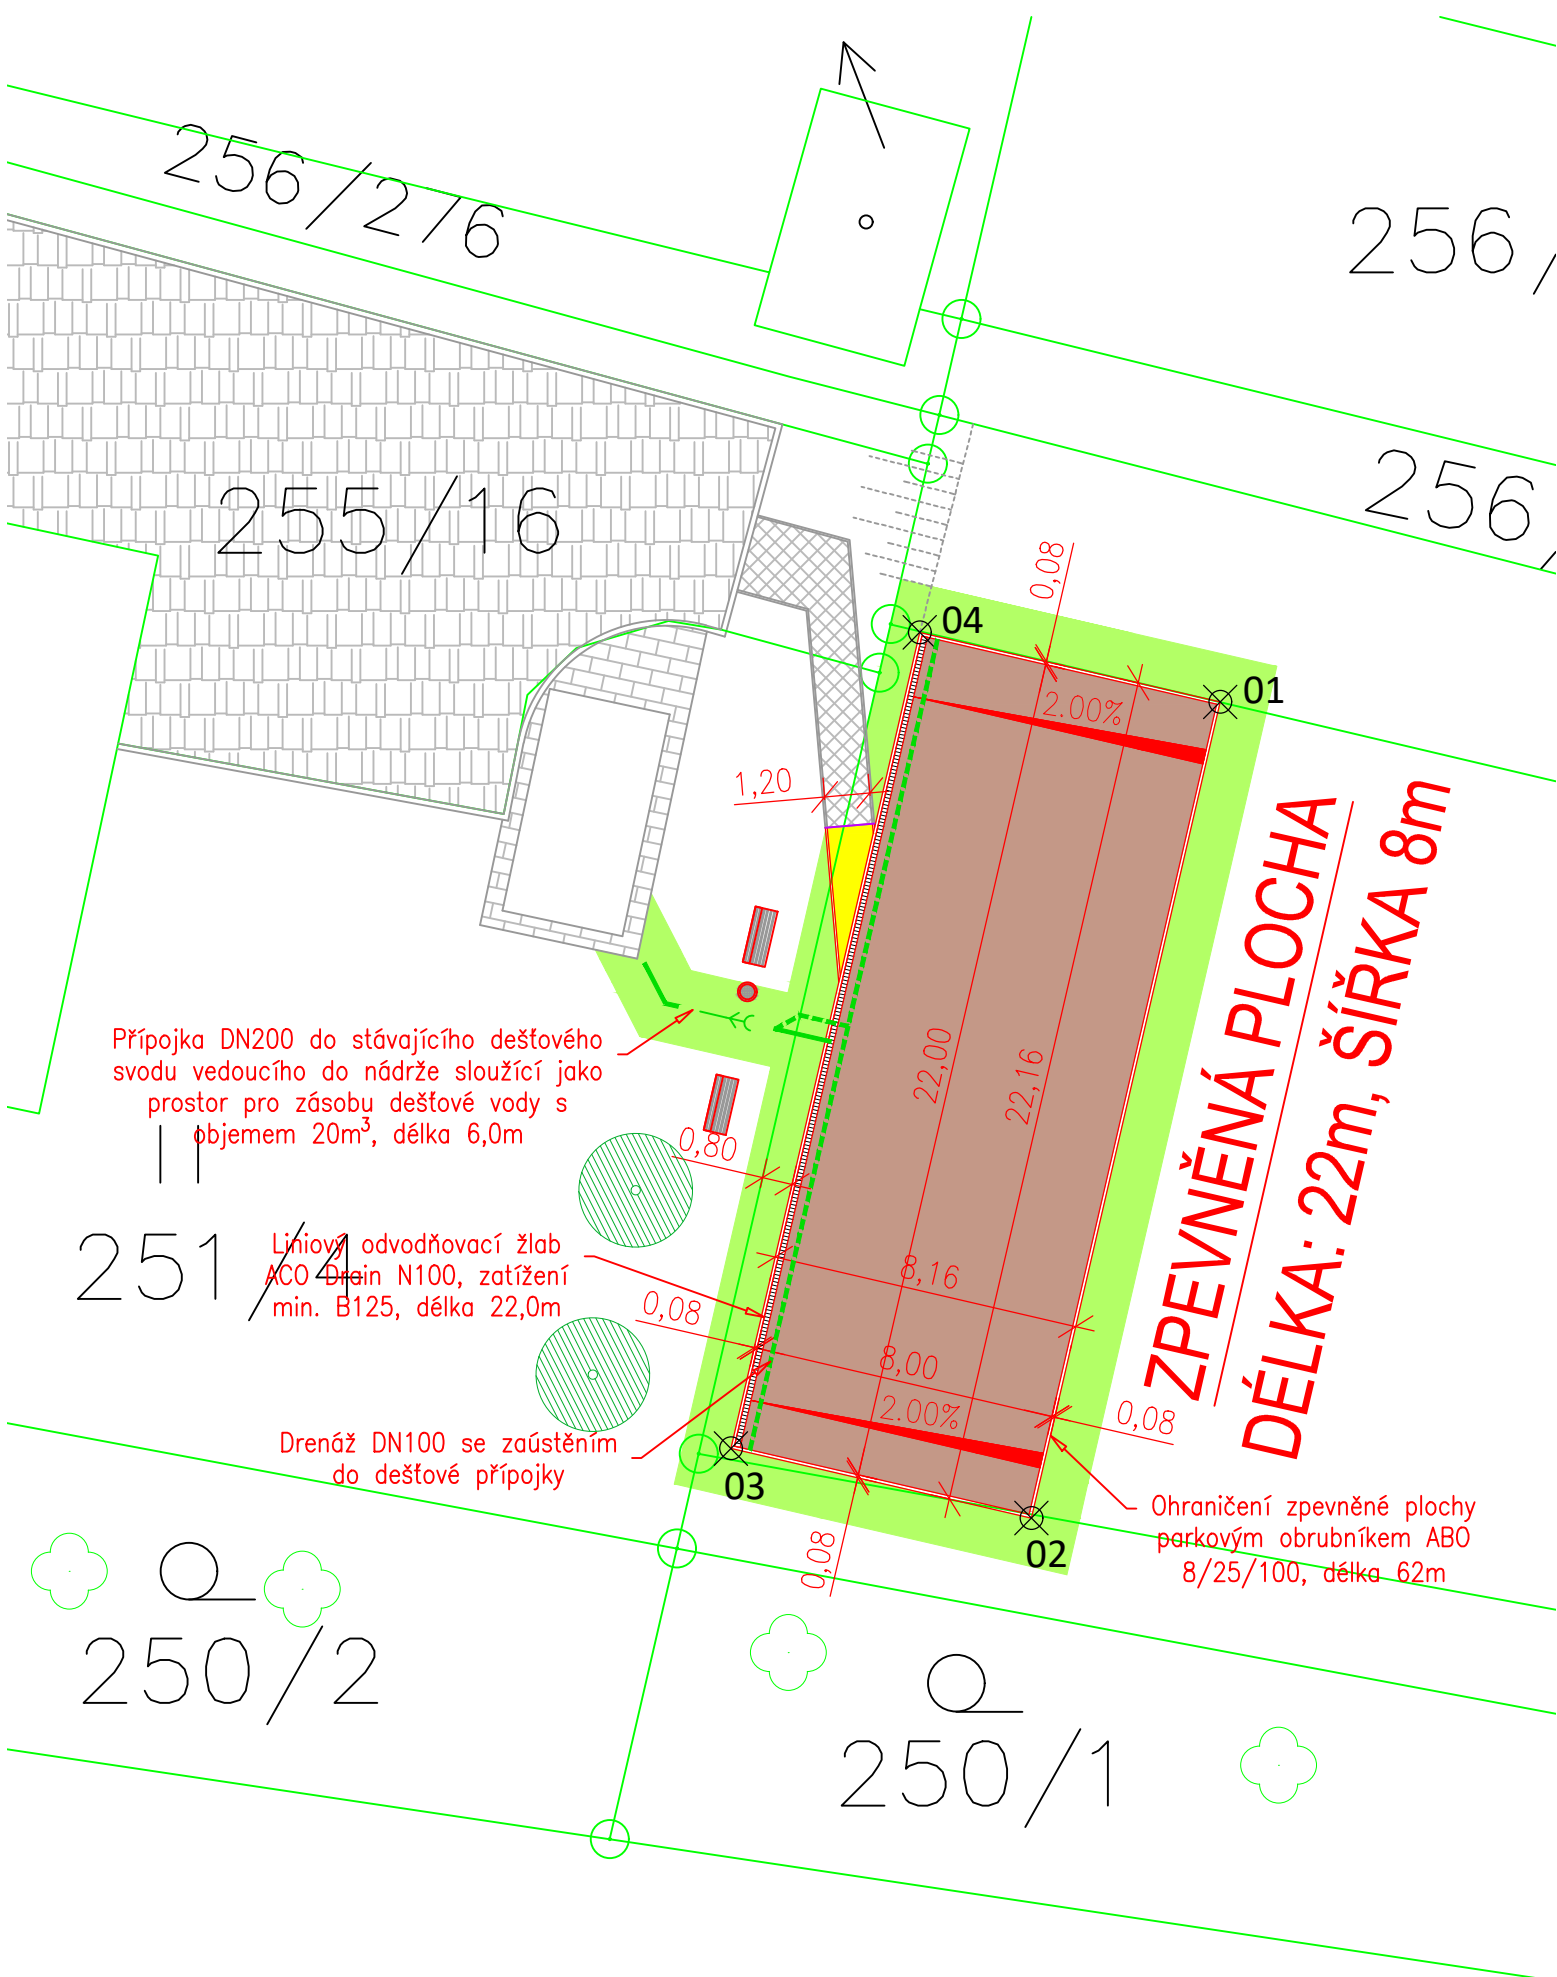 256/276
256/
256/
255/16
0,08
04
01
2.00%
1,20
ZPEVNĚNÁ PLOCHA
DÉLKA: 22m, ŠÍŘKA 8m
22,00
22,16
Přípojka DN200 do stávajícího dešťového
svodu vedoucího do nádrže sloužící jako
prostor pro zásobu dešťové vody s
objemem 20m³, délka 6,0m
0,80
251/4
Liniový odvodňovací žlab
ACO Drain N100, zatížení
min. B125, délka 22,0m
8,16
0,08
8,00
2.00%
0,08
Drenáž DN100 se zaústěním
do dešťové přípojky
03
02
0,08
Ohraničení zpevněné plochy
parkovým obrubníkem ABO
8/25/100, délka 62m
250/2
250/1